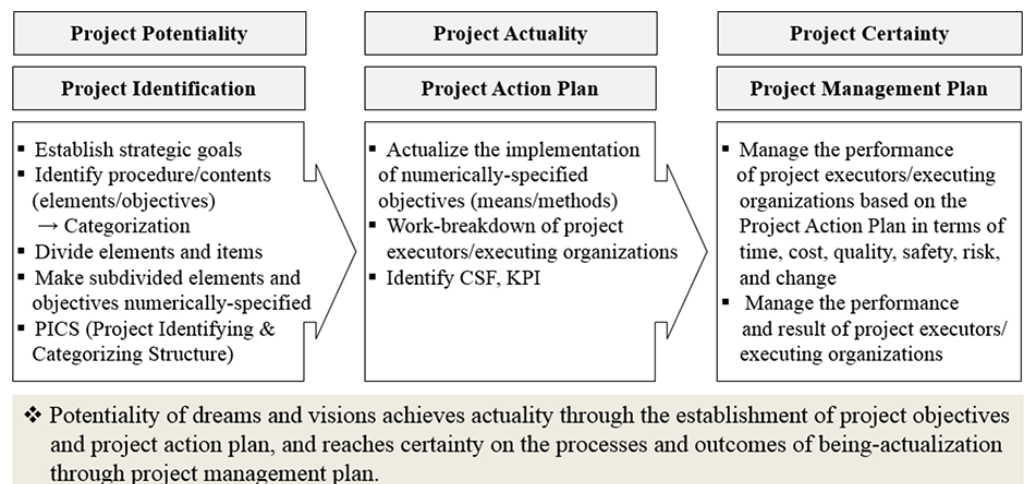 Project Potentiality
Project Identification
▪ Establish strategic goals
▪ Identify procedure/contents
(elements/objectives)
→ Categorization
▪ Divide elements and items
▪ Make subdivided elements and
objectives numerically-specified
▪ PICS (Project Identifying &
Categorizing Structure)
Project Actuality
Project Action Plan
▪ Actualize the implementation
of numerically-specified
objectives (means/methods)
▪ Work-breakdown of project
executors/executing organizations
▪ Identify CSF, KPI
Project Certainty
Project Management Plan
▪ Manage the performance
of project executors/executing
organizations based on the
Project Action Plan in terms of
time, cost, quality, safety, risk,
and change
▪ Manage the performance
and result of project executors/
executing organizations
❖ Potentiality of dreams and visions achieves actuality through the establishment of project objectives
and project action plan, and reaches certainty on the processes and outcomes of being-actualization
through project management plan.